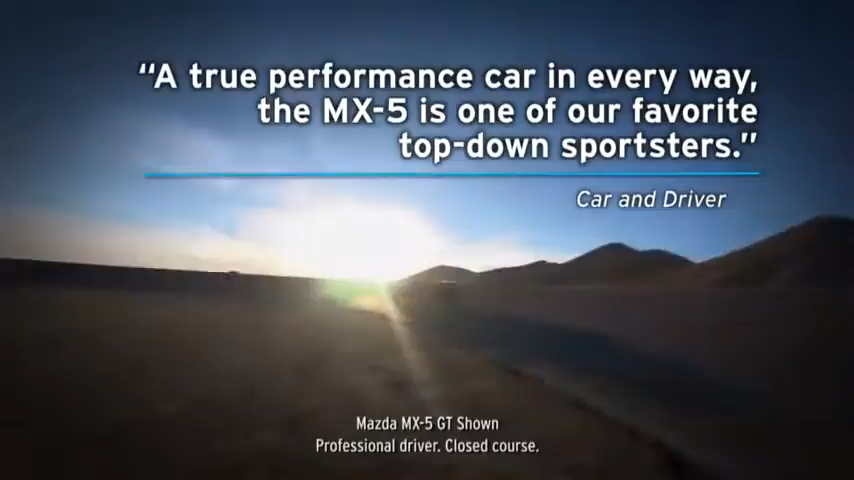 “A true performance car in every way,
the MX-5 is one of our favorite
top-down sportsters.”
Car and Driver
Mazda MX-5 GT Shown
Professional driver. Closed course.